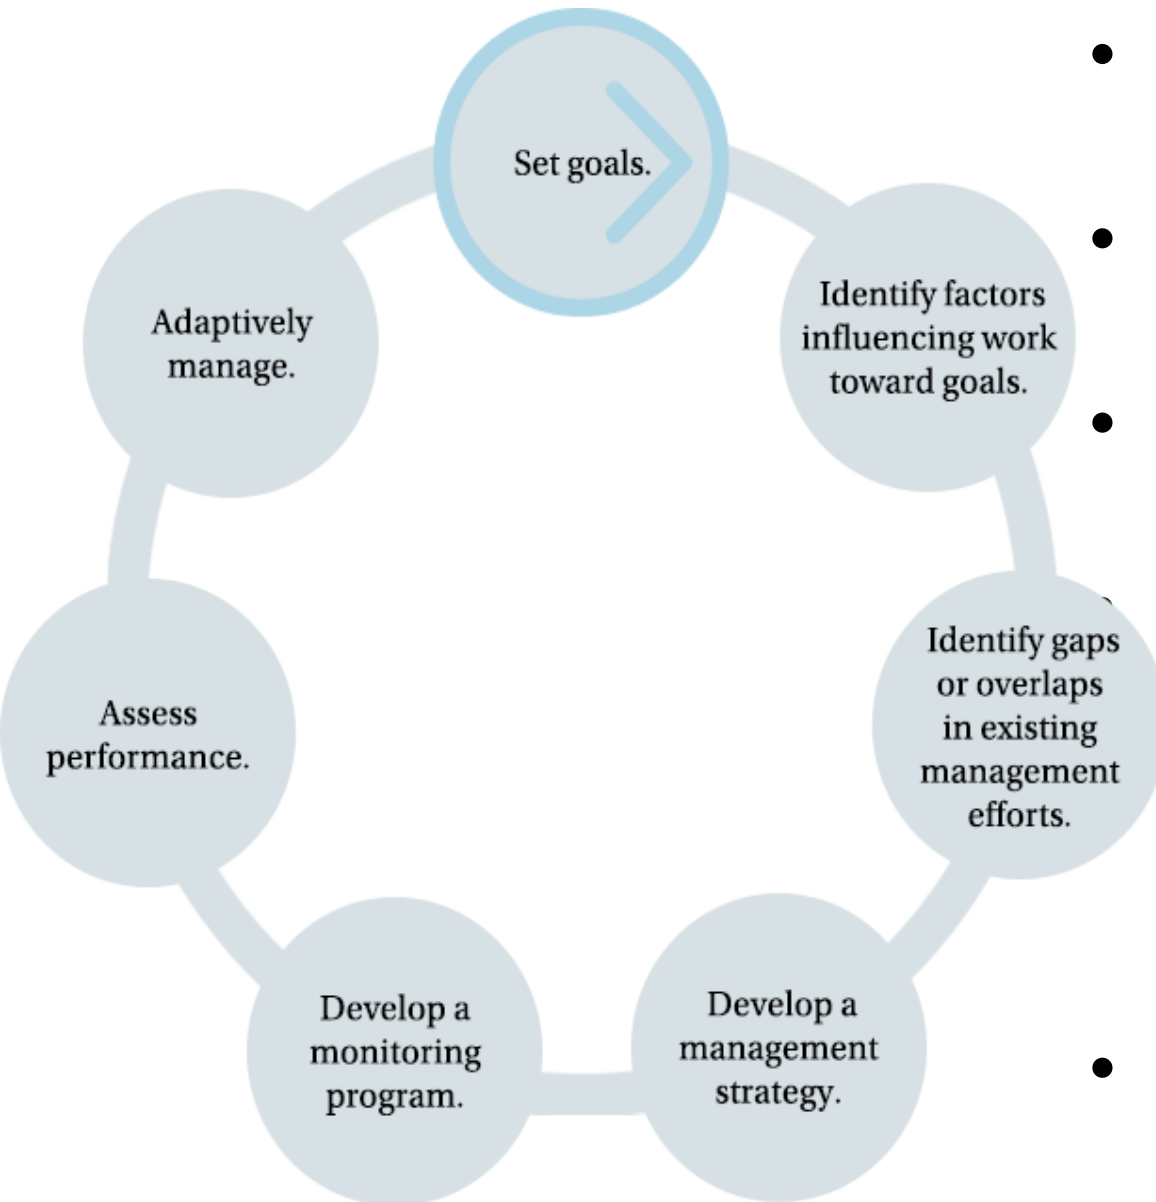 Set goals.
Identify factors
influencing work
toward goals.
Identify gaps
or overlaps
in existing
management
efforts.
Develop a
management
strategy.
Develop a
monitoring
program.
Assess
performance.
Adaptively
manage.